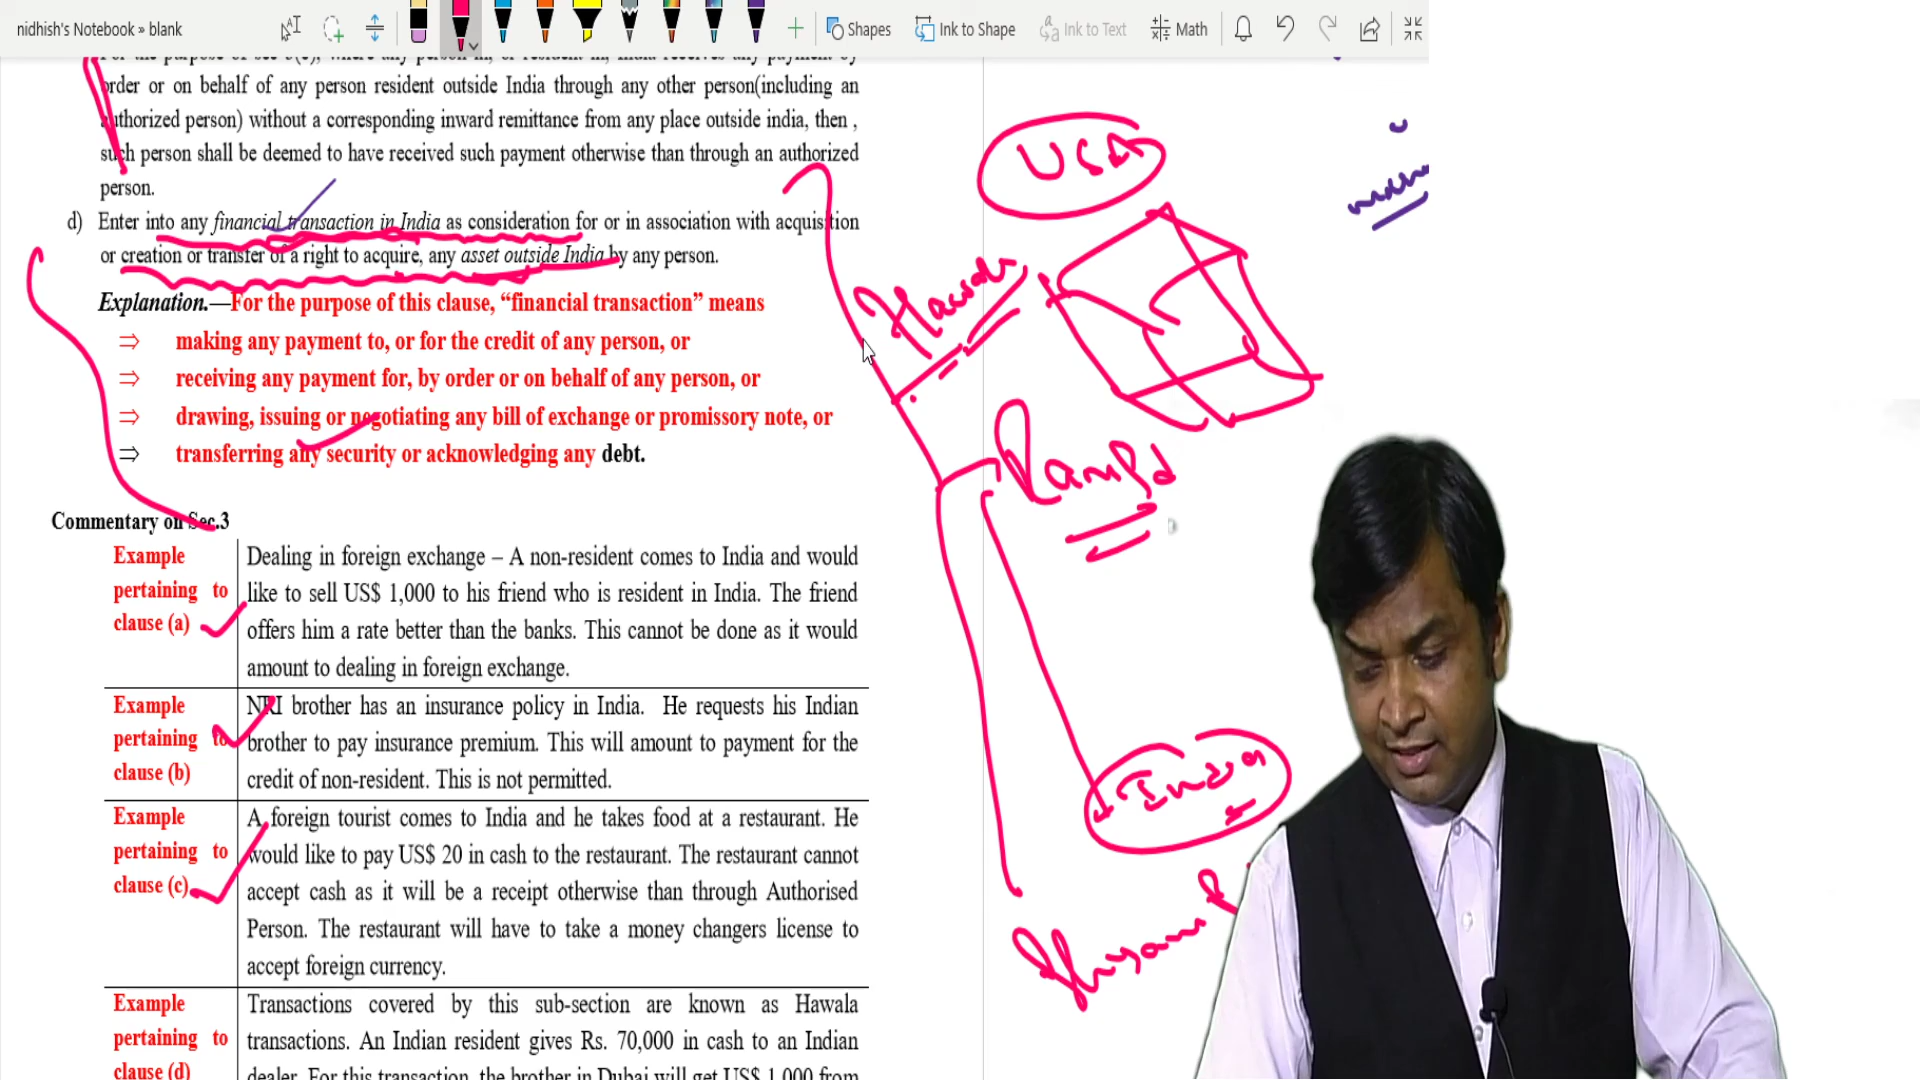 nidhish's Notebook » blank
Shapes
Ink to Shape
Ink to Text
Math
order or on behalf of any person resident outside India through any other person(including an
authorized person) without a corresponding inward remittance from any place outside india, then ,
such person shall be deemed to have received such payment otherwise than through an authorized
person.
d) Enter into any financial transaction in India as consideration for or in association with acquisition
or creation or transfer of a right to acquire, any asset outside India by any person.
Explanation.—For the purpose of this clause, “financial transaction” means
⇒ making any payment to, or for the credit of any person, or
⇒ receiving any payment for, by order or on behalf of any person, or
⇒ drawing, issuing or negotiating any bill of exchange or promissory note, or
⇒ transferring any security or acknowledging any debt.
Commentary on Sec.3
Example pertaining to clause (a)
Dealing in foreign exchange – A non-resident comes to India and would
like to sell US$ 1,000 to his friend who is resident in India. The friend
offers him a rate better than the banks. This cannot be done as it would
amount to dealing in foreign exchange.
Example pertaining to clause (b)
NRI brother has an insurance policy in India. He requests his Indian
brother to pay insurance premium. This will amount to payment for the
credit of non-resident. This is not permitted.
Example pertaining to clause (c)
A foreign tourist comes to India and he takes food at a restaurant. He
would like to pay US$ 20 in cash to the restaurant. The restaurant cannot
accept cash as it will be a receipt otherwise than through Authorised
Person. The restaurant will have to take a money changers license to
accept foreign currency.
Example pertaining to clause (d)
Transactions covered by this sub-section are known as Hawala
transactions. An Indian resident gives Rs. 70,000 in cash to an Indian
dealer. For this transaction, the brother in Dubai will get US$ 1,000 from
USA
India